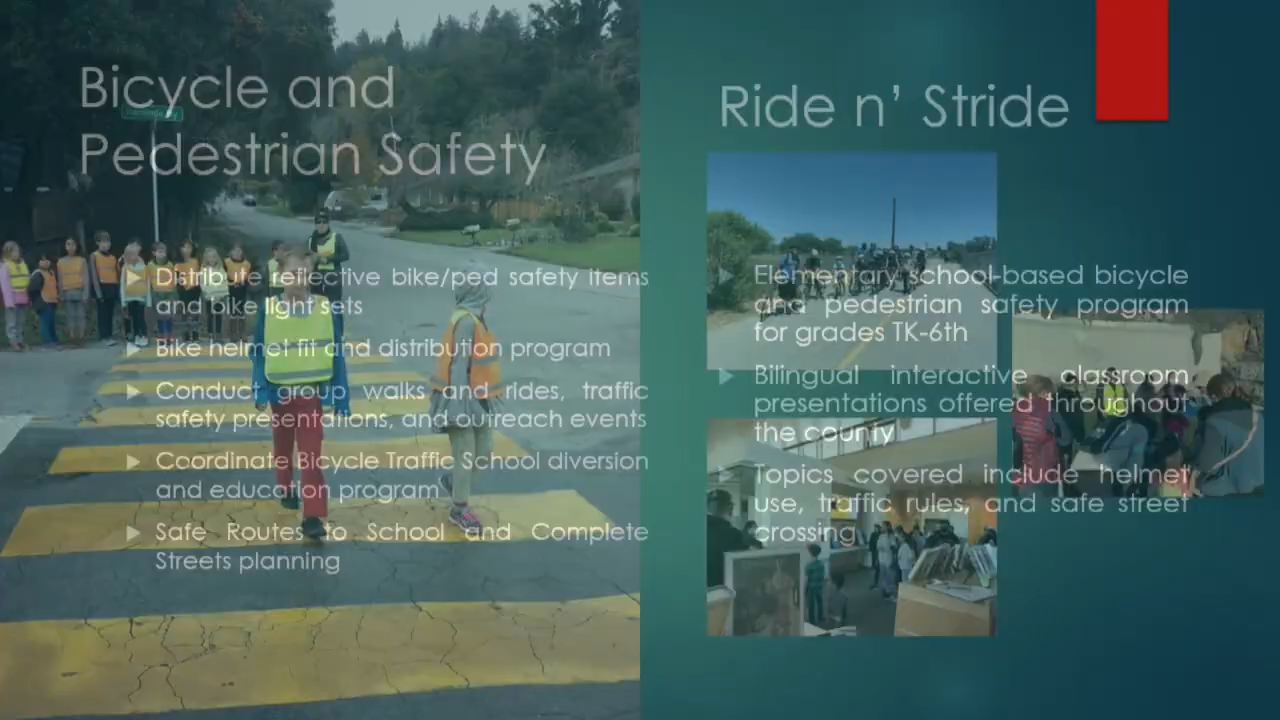 Bicycle and
Pedestrian Safety
Distribute reflective bike/ped safety items
and bike light sets
Bike helmet fit and distribution program
Conduct group walks and rides, traffic
safety presentations, and outreach events
Coordinate Bicycle Traffic School diversion
and education program
Safe Routes to School and Complete
Streets planning
Ride n’ Stride
Elementary school-based bicycle
and pedestrian safety program
for grades TK-6th
Bilingual interactive classroom
presentations offered throughout
the county
Topics covered include helmet
use, traffic rules, and safe street
crossing